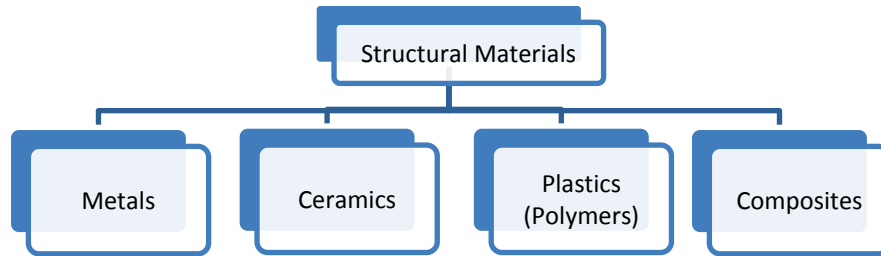 Structural Materials
Metals
Ceramics
Plastics
(Polymers)
Composites